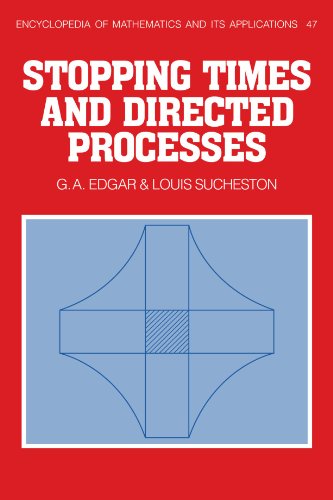 ENCYCLOPEDIA OF MATHEMATICS AND ITS APPLICATIONS 47
STOPPING TIMES
AND DIRECTED
PROCESSES
G. A. EDGAR & LOUIS SUCHESTON